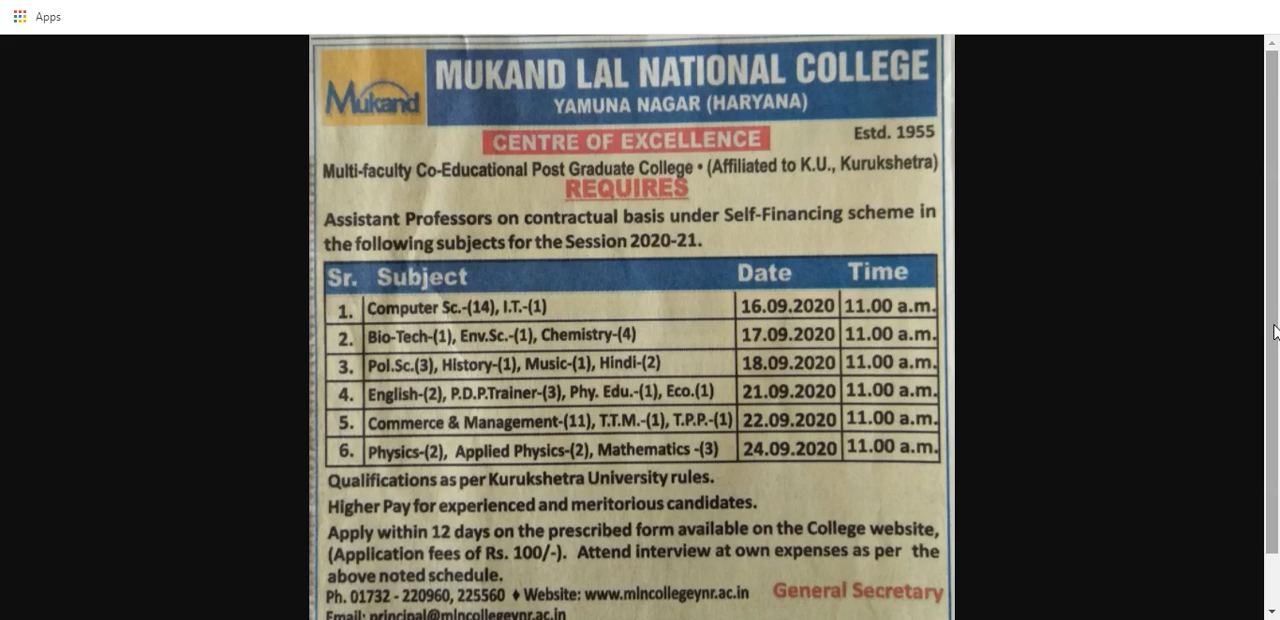 Apps
Mukand
MUKAND LAL NATIONAL COLLEGE
YAMUNA NAGAR (HARYANA)
CENTRE OF EXCELLENCE
Estd. 1955
Multi-faculty Co-Educational Post Graduate College • (Affiliated to K.U., Kurukshetra)
REQUIRES
Assistant Professors on contractual basis under Self-Financing scheme in
the following subjects for the Session 2020-21.
Sr. Subject Date Time
1. Computer Sc.-(14), I.T.-(1) 16.09.2020 11.00 a.m.
2. Bio-Tech-(1), Env.Sc.-(1), Chemistry-(4) 17.09.2020 11.00 a.m.
3. Pol.Sc.(3), History-(1), Music-(1), Hindi-(2) 18.09.2020 11.00 a.m.
4. English-(2), P.D.P.Trainer-(3), Phy. Edu.-(1), Eco.(1) 21.09.2020 11.00 a.m.
5. Commerce & Management-(11), T.T.M.-(1), T.P.P.-(1) 22.09.2020 11.00 a.m.
6. Physics-(2), Applied Physics-(2), Mathematics -(3) 24.09.2020 11.00 a.m.
Qualifications as per Kurukshetra University rules.
Higher Pay for experienced and meritorious candidates.
Apply within 12 days on the prescribed form available on the College website,
(Application fees of Rs. 100/-). Attend interview at own expenses as per the
above noted schedule.
Ph. 01732 - 220960, 225560 ♦ Website: www.mlncollegeynr.ac.in General Secretary
Email: principal@mlncollegeynr.ac.in